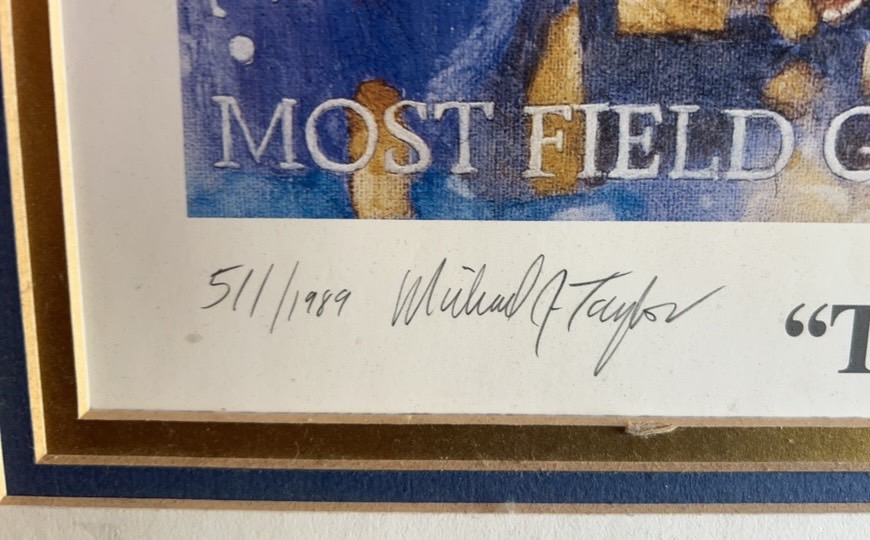 MOST FIELD G
511/1989 Michael J. Taylor
“T